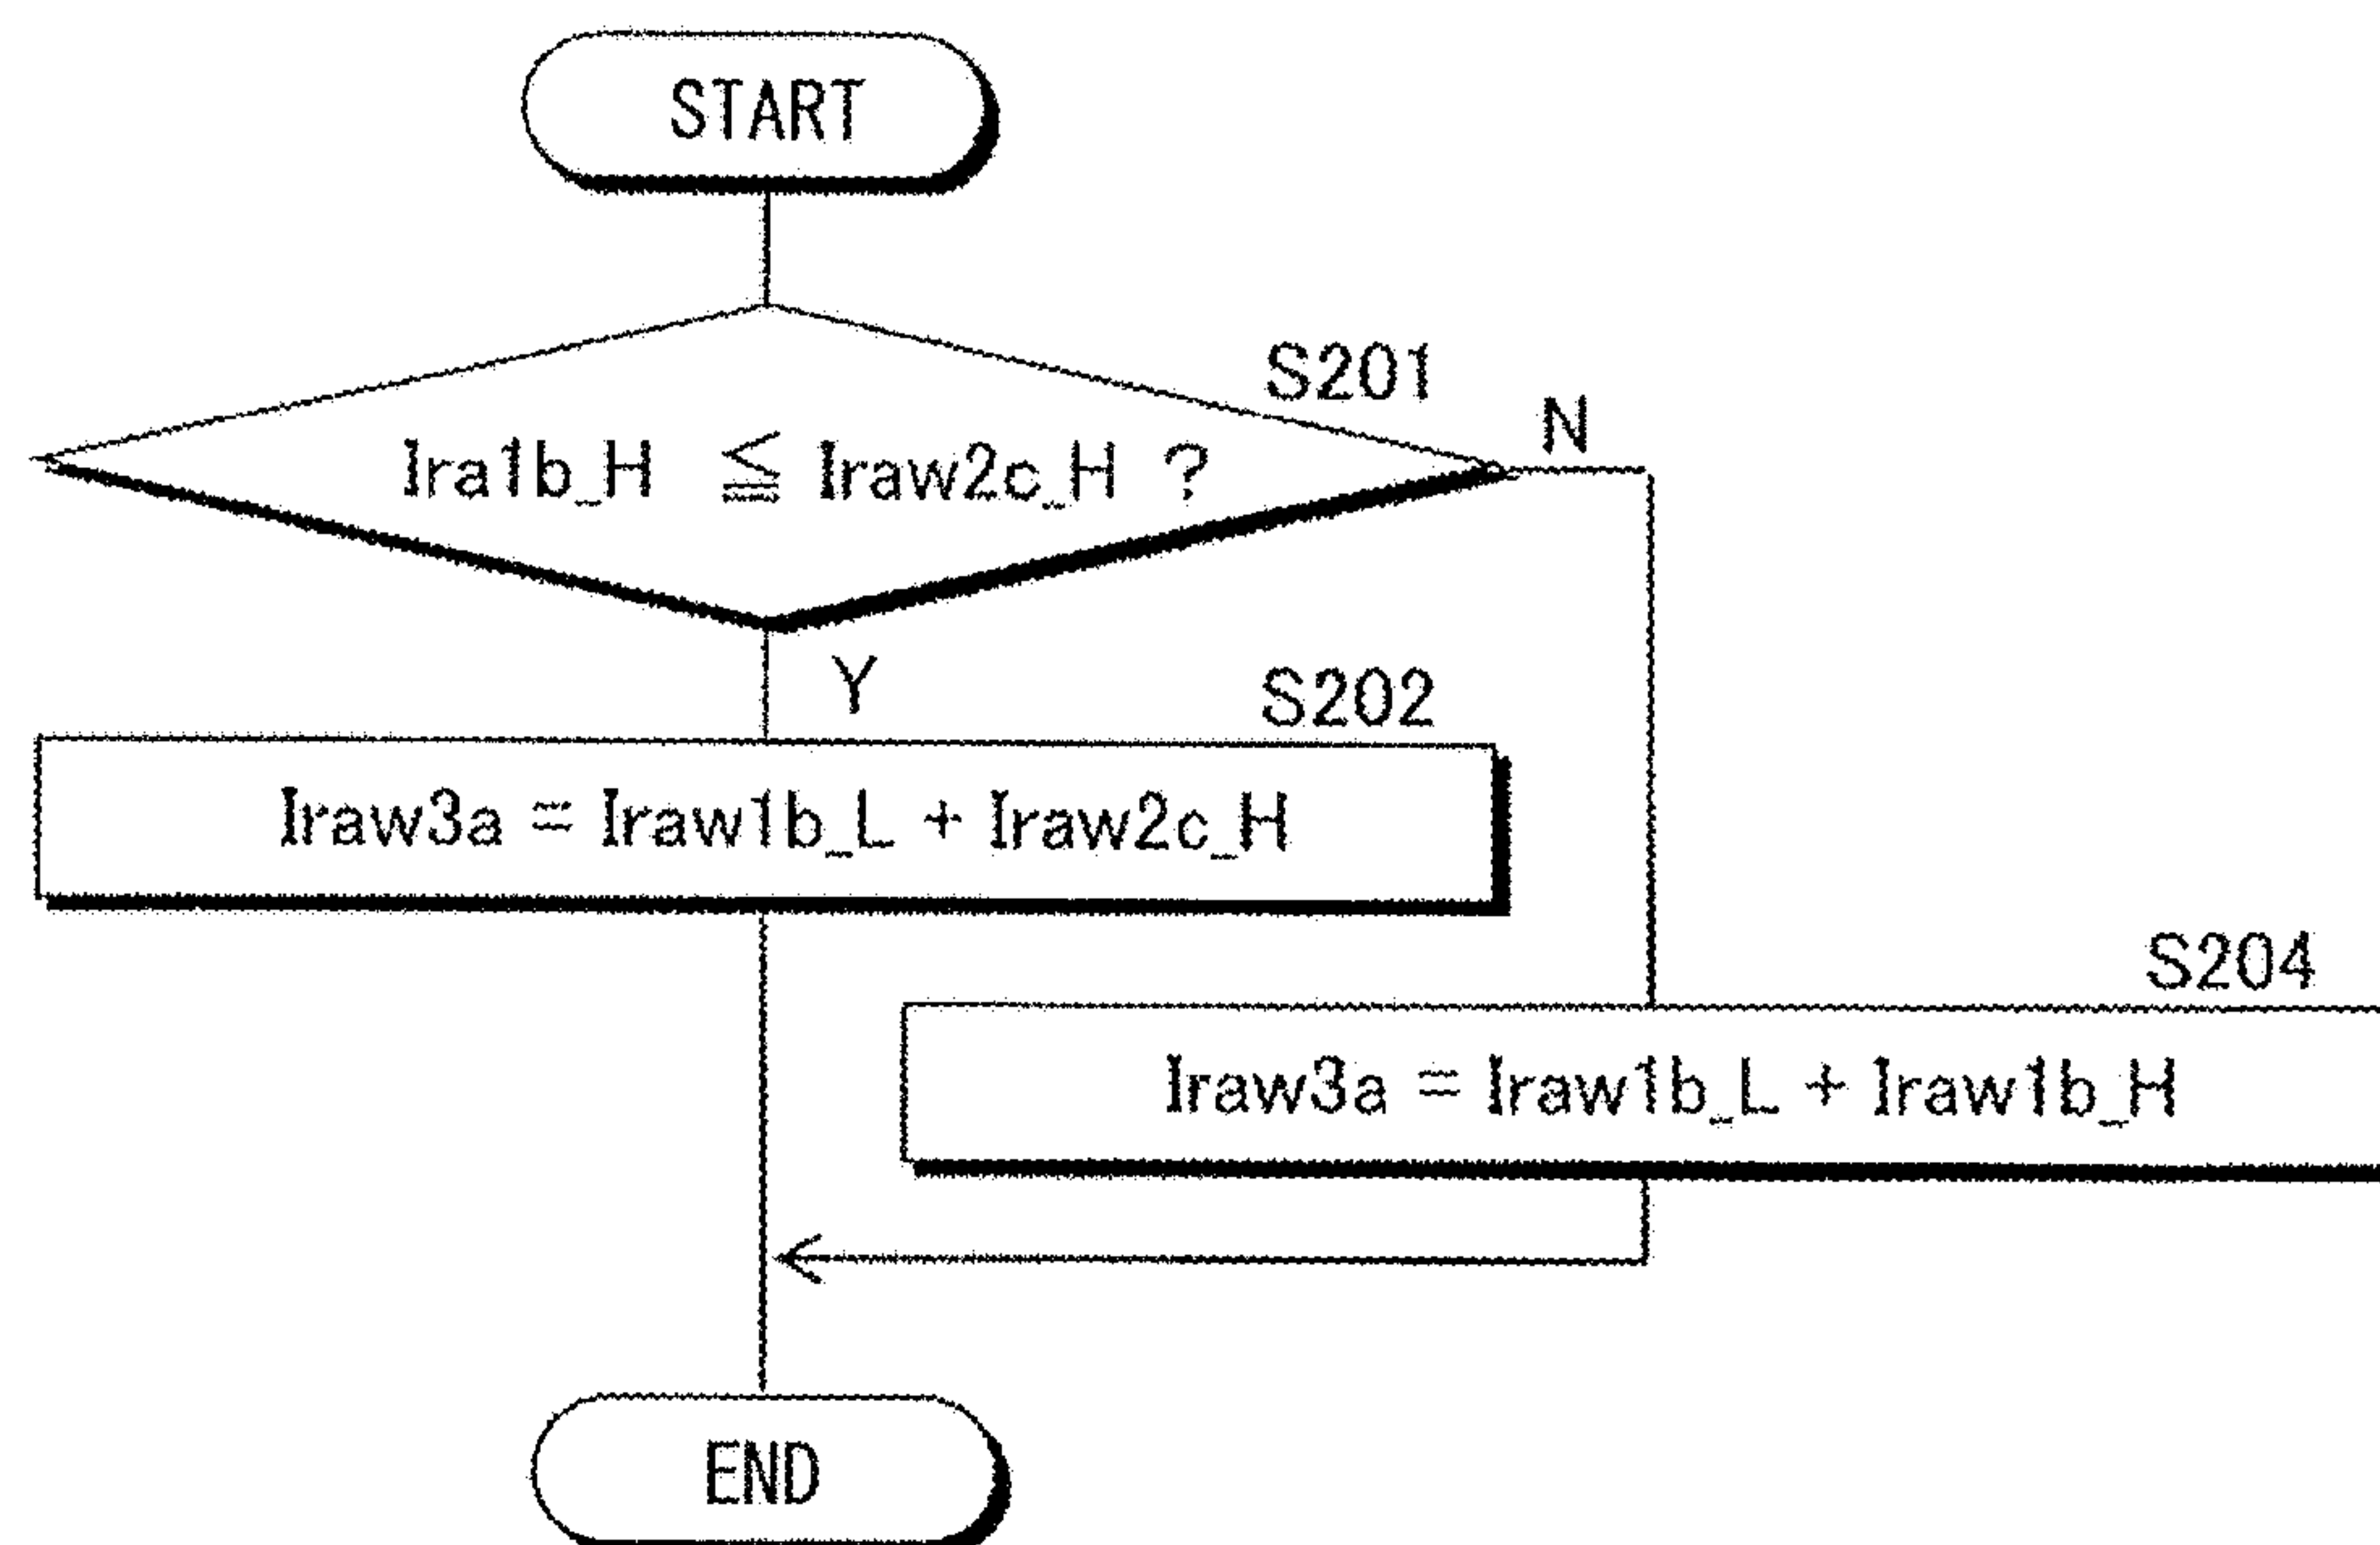 START
S201
N
Ira1b_H ≦ Iraw2c_H ?
Y
S202
Iraw3a = Iraw1b_L + Iraw2c_H
S204
Iraw3a = Iraw1b_L + Iraw1b_H
END